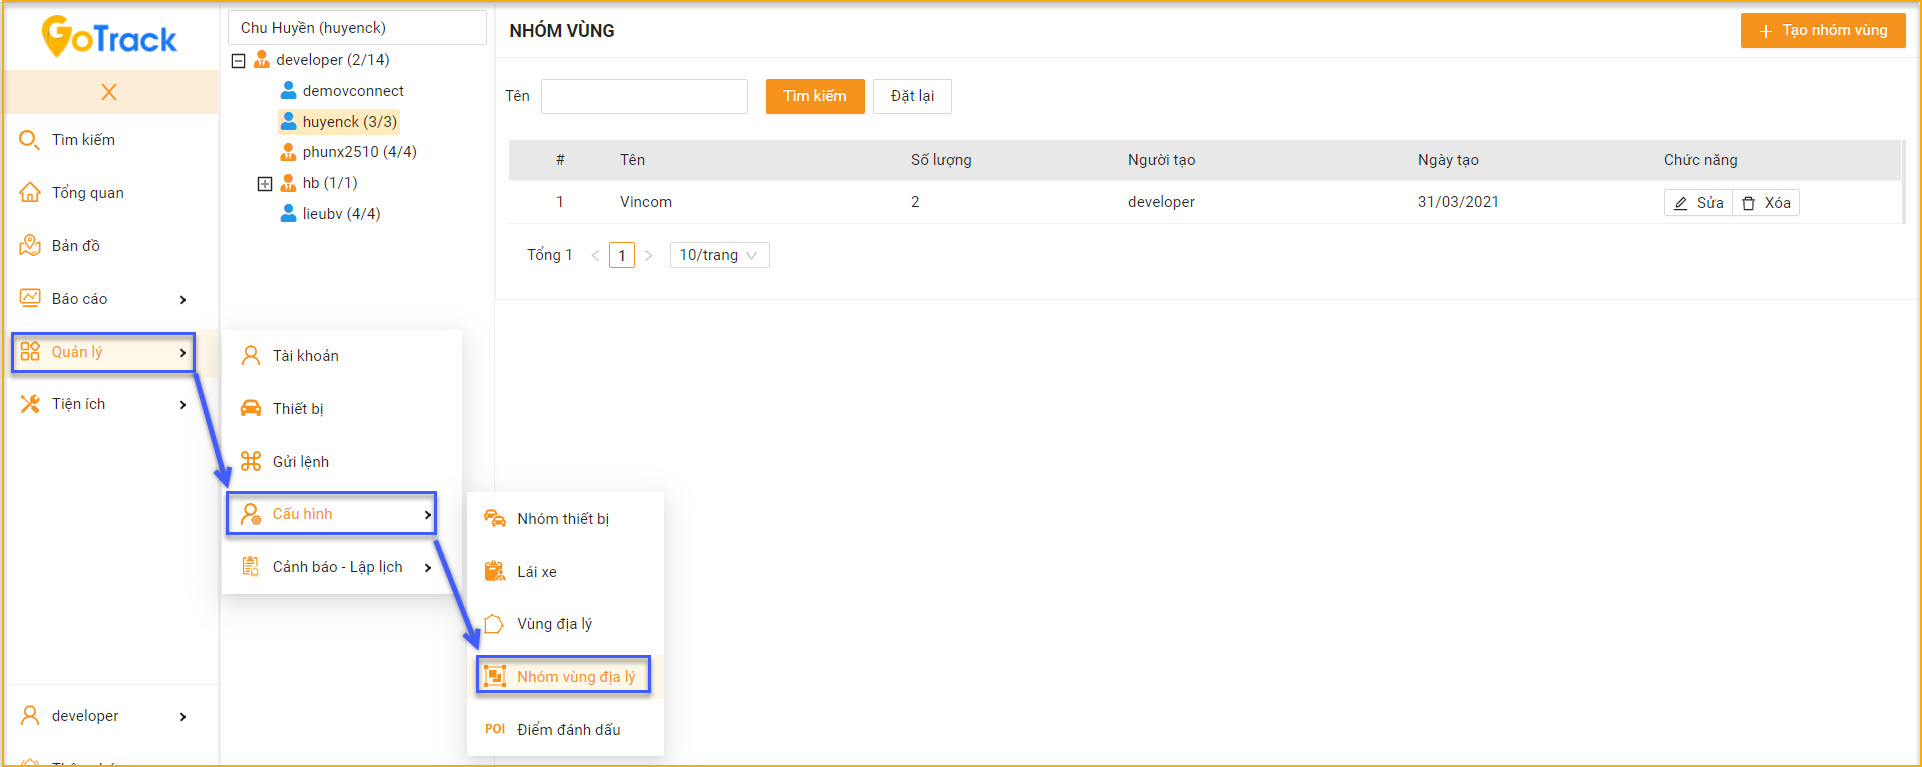 GoTrack
X
Tìm kiếm
Tổng quan
Bản đồ
Báo cáo
Quản lý
Tiện ích
developer
Chu Huyền (huyenck)
developer (2/14)
demovconnect
huyenck (3/3)
phunx2510 (4/4)
hb (1/1)
lieubv (4/4)
Tài khoản
Thiết bị
Gửi lệnh
Cấu hình
Cảnh báo - Lập lịch
Nhóm thiết bị
Lái xe
Vùng địa lý
Nhóm vùng địa lý
POI Điểm đánh dấu
NHÓM VÙNG
+ Tạo nhóm vùng
Tên Tìm kiếm Đặt lại
# Tên Số lượng Người tạo Ngày tạo Chức năng
1 Vincom 2 developer 31/03/2021 Sửa Xóa
Tổng 1 < 1 > 10/trang